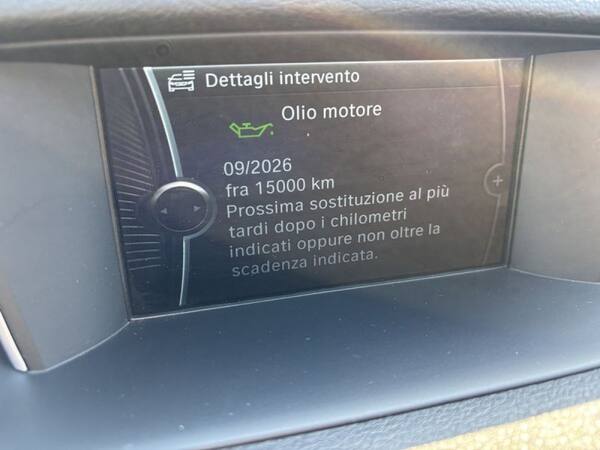 Dettagli intervento
Olio motore
09/2026
fra 15000 km
Prossima sostituzione al più
tardi dopo i chilometri
indicati oppure non oltre la
scadenza indicata.